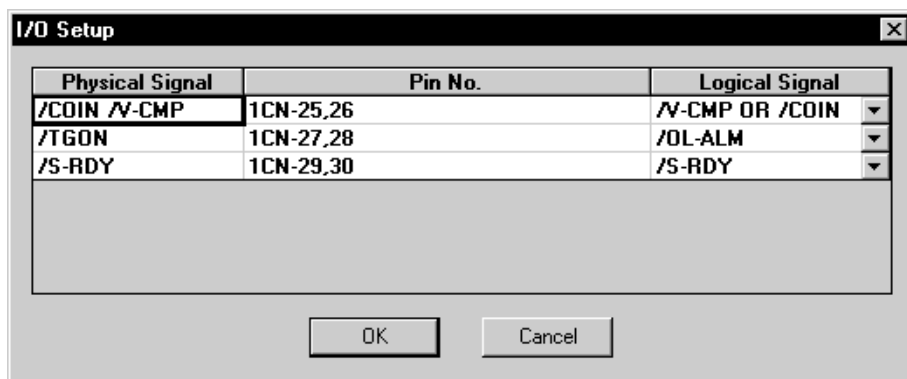 I/O Setup
Physical Signal Pin No. Logical Signal
/COIN /V-CMP 1CN-25,26 /V-CMP OR /COIN
/TGON 1CN-27,28 /OL-ALM
/S-RDY 1CN-29,30 /S-RDY
OK Cancel